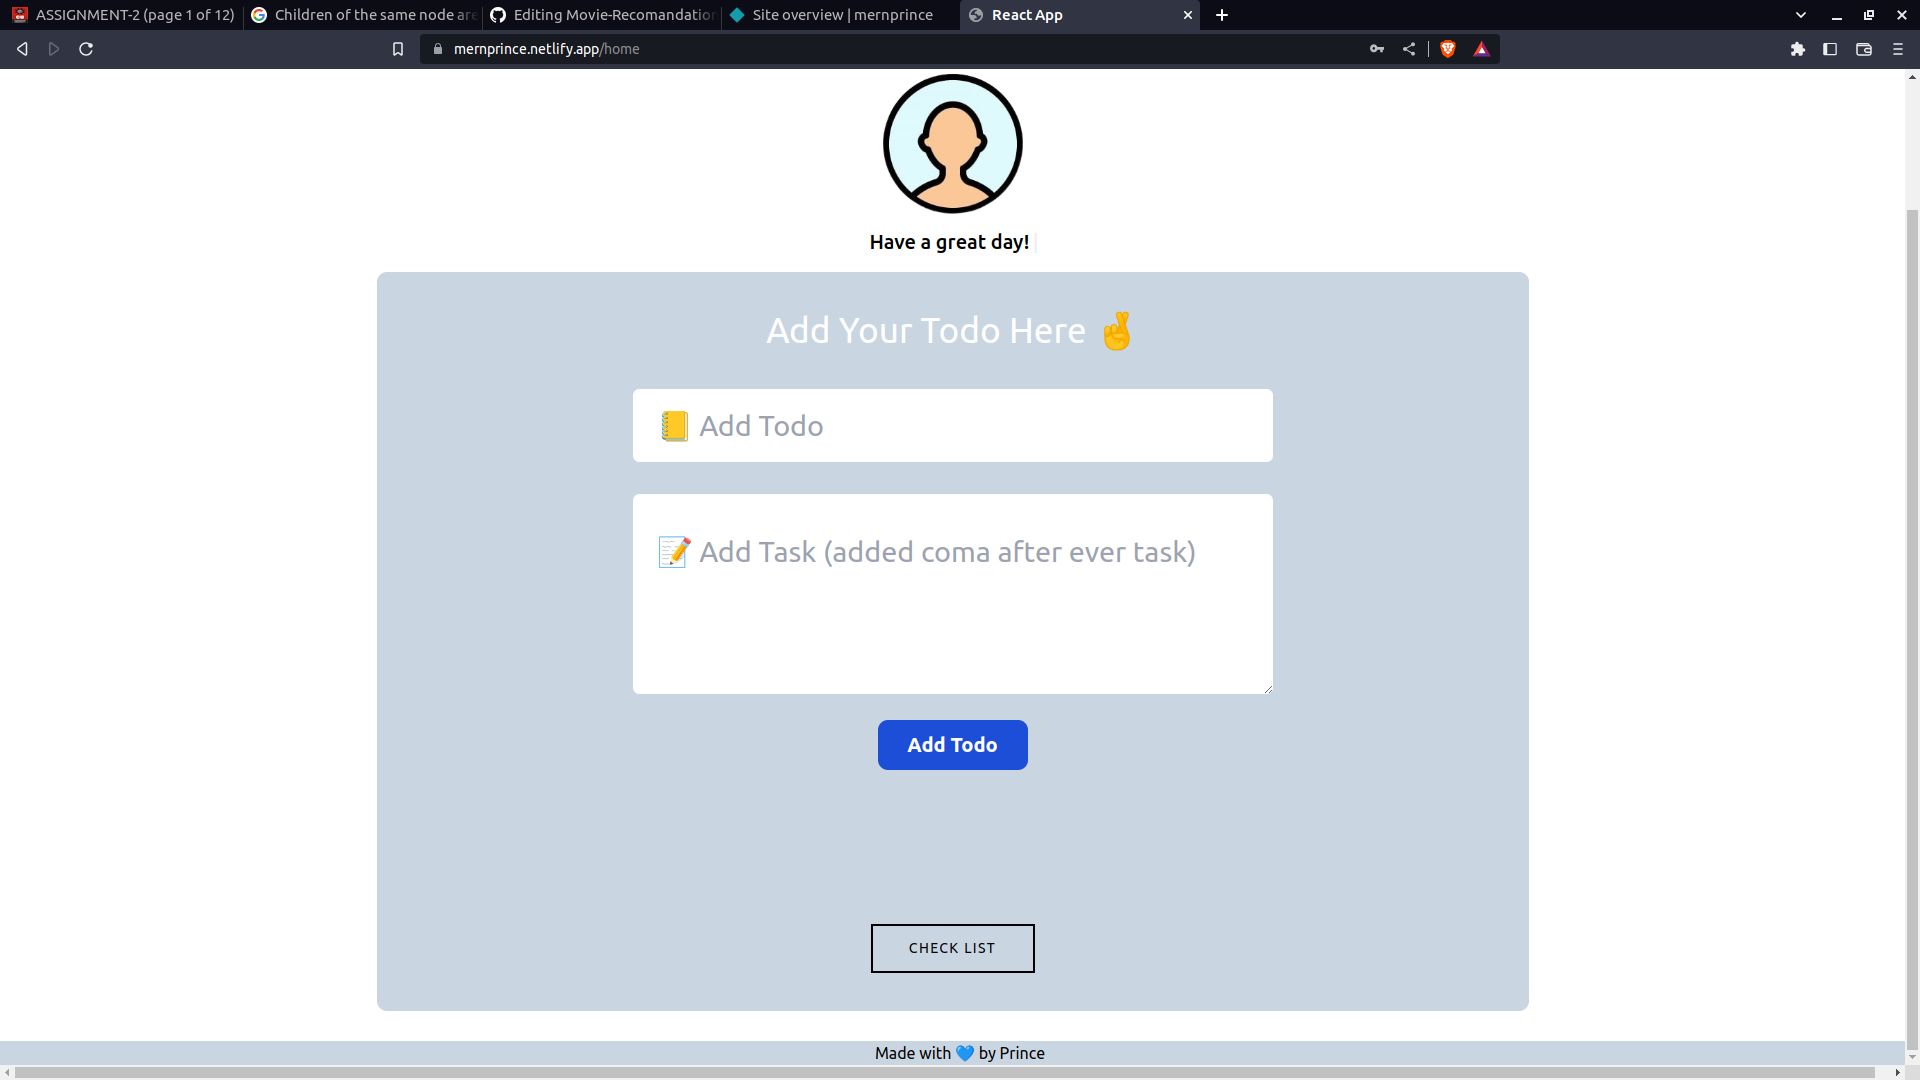 ASSIGNMENT-2 (page 1 of 12)
Children of the same node are
Editing Movie-Recomandation
Site overview | mernprince
React App
mernprince.netlify.app/home
Have a great day!
Add Your Todo Here 🤞
📒 Add Todo
📝 Add Task (added coma after ever task)
Add Todo
CHECK LIST
Made with 💙 by Prince